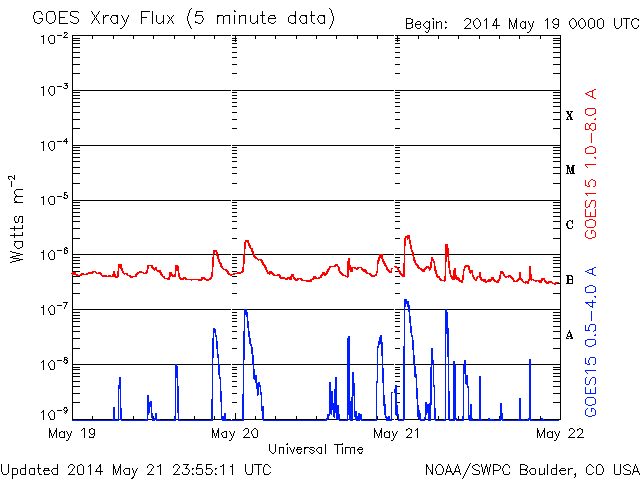 GOES Xray Flux (5 minute data)
Begin: 2014 May 19 0000 UTC
10-2
10-3
10-4
10-5
10-6
10-7
10-8
10-9
Watts m-2
X
M
C
B
A
GOES15 1.0-8.0 A
GOES15 0.5-4.0 A
May 19
May 20
May 21
May 22
Universal Time
Updated 2014 May 21 23:55:11 UTC
NOAA/SWPC Boulder, CO USA